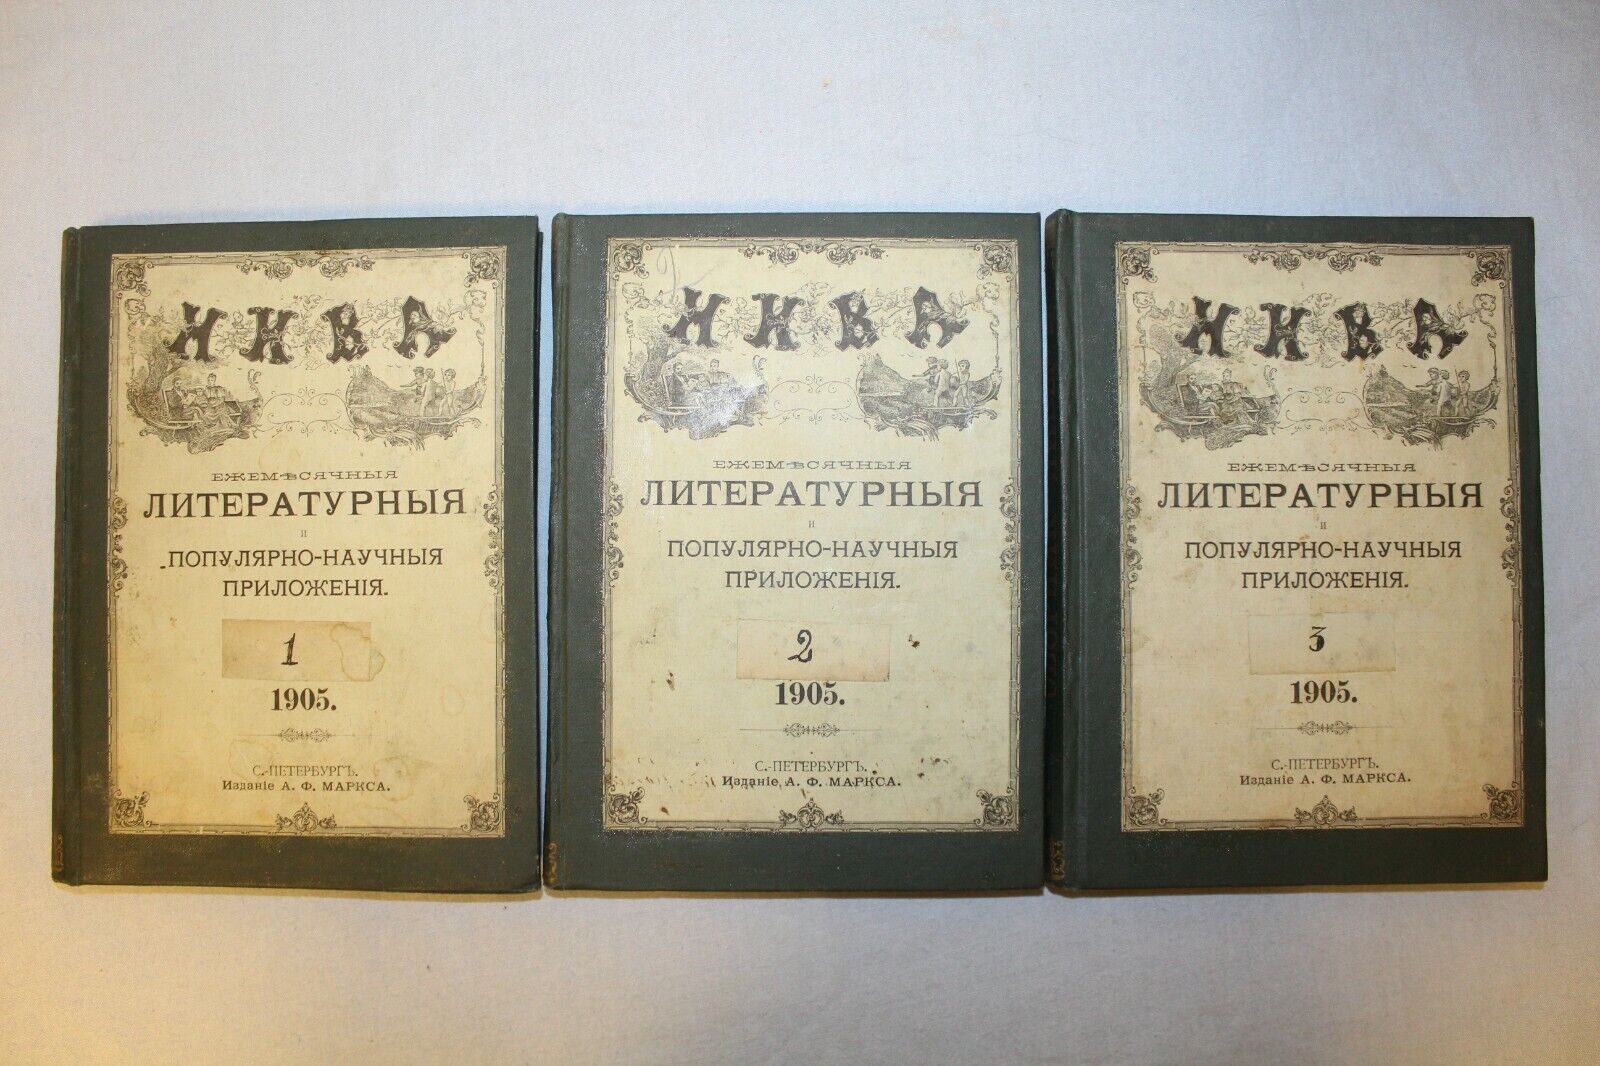 НИВА
ЕЖЕМѢСЯЧНЫЯ
ЛИТЕРАТУРНЫЯ
И
ПОПУЛЯРНО-НАУЧНЫЯ
ПРИЛОЖЕНІЯ.
1
1905.
С.-ПЕТЕРБУРГЪ.
Изданіе А. Ф. МАРКСА.
НИВА
ЕЖЕМѢСЯЧНЫЯ
ЛИТЕРАТУРНЫЯ
И
ПОПУЛЯРНО-НАУЧНЫЯ
ПРИЛОЖЕНІЯ.
2
1905.
С.-ПЕТЕРБУРГЪ.
Изданіе А. Ф. МАРКСА.
НИВА
ЕЖЕМѢСЯЧНЫЯ
ЛИТЕРАТУРНЫЯ
И
ПОПУЛЯРНО-НАУЧНЫЯ
ПРИЛОЖЕНІЯ.
3
1905.
С.-ПЕТЕРБУРГЪ.
Изданіе А. Ф. МАРКСА.